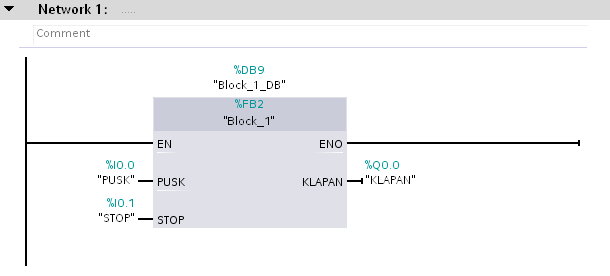 Network 1: .....
Comment
%DB9
"Block_1_DB"
%FB2
"Block_1"
EN ENO
%I0.0 %Q0.0
"PUSK" PUSK KLAPAN "KLAPAN"
%I0.1
"STOP" STOP